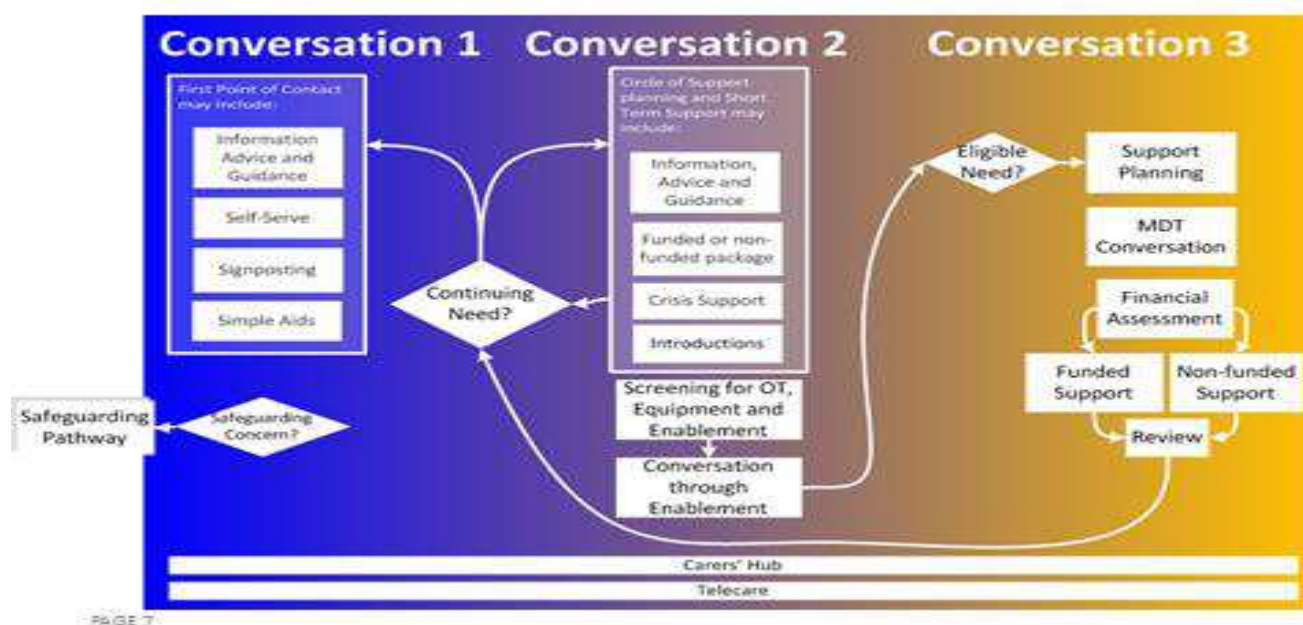 Conversation 1
Conversation 2
Conversation 3
First Point of Contact
may include:
Information
Advice and
Guidance
Self-Serve
Signposting
Simple Aids
Circle of Support
planning and Short
Term Support may
include:
Information,
Advice and
Guidance
Funded or non-
funded package
Crisis Support
Introductions
Continuing
Need?
Eligible
Need?
Support
Planning
MDT
Conversation
Financial
Assessment
Funded
Support
Non-funded
Support
Review
Screening for OT,
Equipment and
Enablement
Conversation
through
Enablement
Safeguarding
Pathway
Safeguarding
Concern?
Carers' Hub
Telecare
PAGE 7